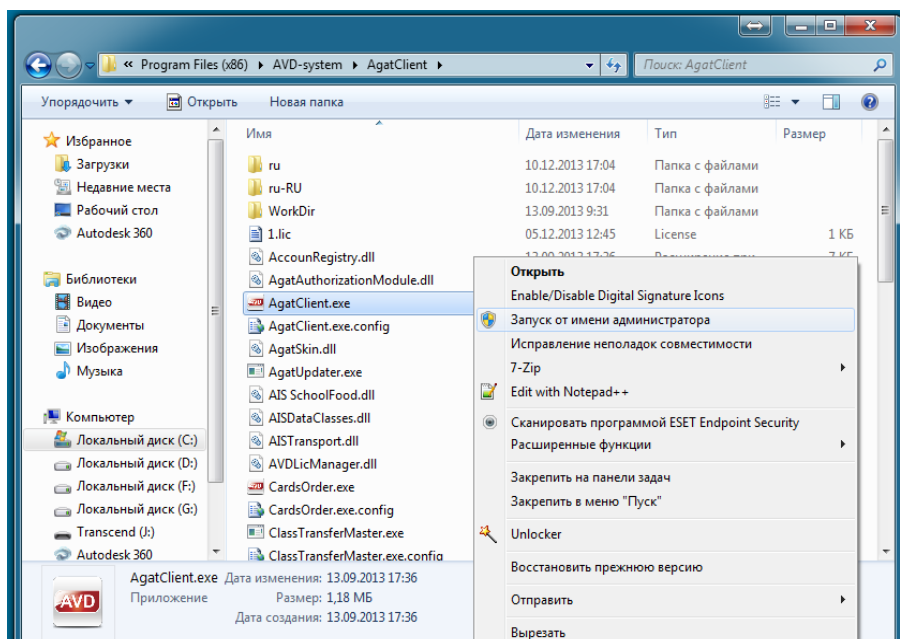 « Program Files (x86) ▸ AVD-system ▸ AgatClient ▸
Поиск: AgatClient
Упорядочить ▾ Открыть Новая папка
Имя Дата изменения Тип Размер
Избранное
Загрузки
Недавние места
Рабочий стол
Autodesk 360
Библиотеки
Видео
Документы
Изображения
Музыка
Компьютер
Локальный диск (C:)
Локальный диск (D:)
Локальный диск (F:)
Локальный диск (G:)
Transcend (J:)
Autodesk 360
ru 10.12.2013 17:04 Папка с файлами
ru-RU 10.12.2013 17:04 Папка с файлами
WorkDir 13.09.2013 9:31 Папка с файлами
1.lic 05.12.2013 12:45 License 1 КБ
AccounRegistry.dll
AgatAuthorizationModule.dll
AgatClient.exe
AgatClient.exe.config
AgatSkin.dll
AgatUpdater.exe
AIS SchoolFood.dll
AISDataClasses.dll
AISTransport.dll
AVDLicManager.dll
CardsOrder.exe
CardsOrder.exe.config
ClassTransferMaster.exe
ClassTransferMaster.exe.config
Открыть
Enable/Disable Digital Signature Icons
Запуск от имени администратора
Исправление неполадок совместимости
7-Zip
Edit with Notepad++
Сканировать программой ESET Endpoint Security
Расширенные функции
Закрепить на панели задач
Закрепить в меню "Пуск"
Unlocker
Восстановить прежнюю версию
Отправить
Вырезать
AVD
AgatClient.exe Дата изменения: 13.09.2013 17:36
Приложение Размер: 1,18 МБ
Дата создания: 13.09.2013 17:36